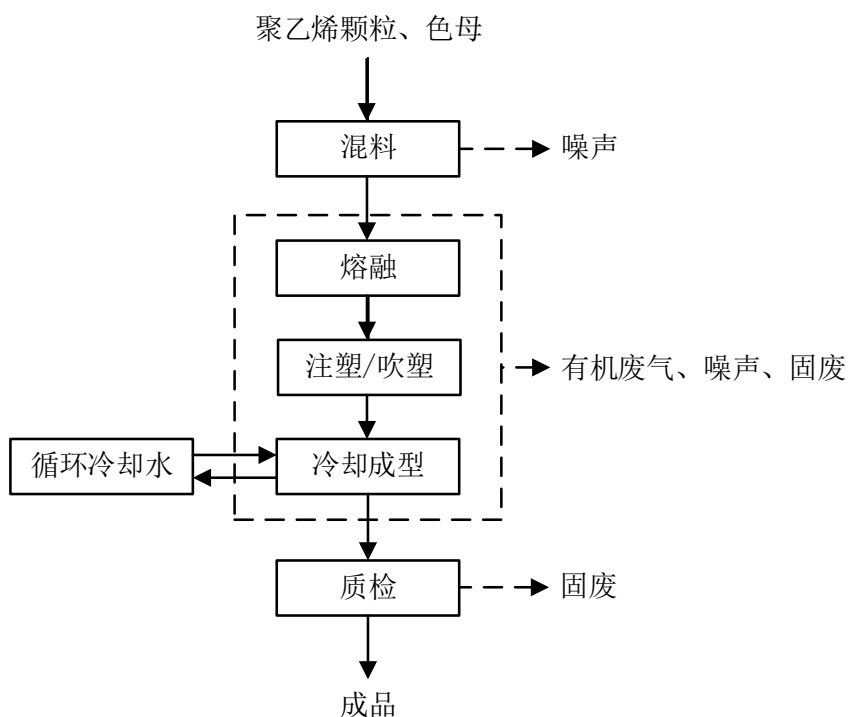 聚乙烯颗粒、色母
混料
噪声
熔融
注塑/吹塑
有机废气、噪声、固废
循环冷却水
冷却成型
质检
固废
成品